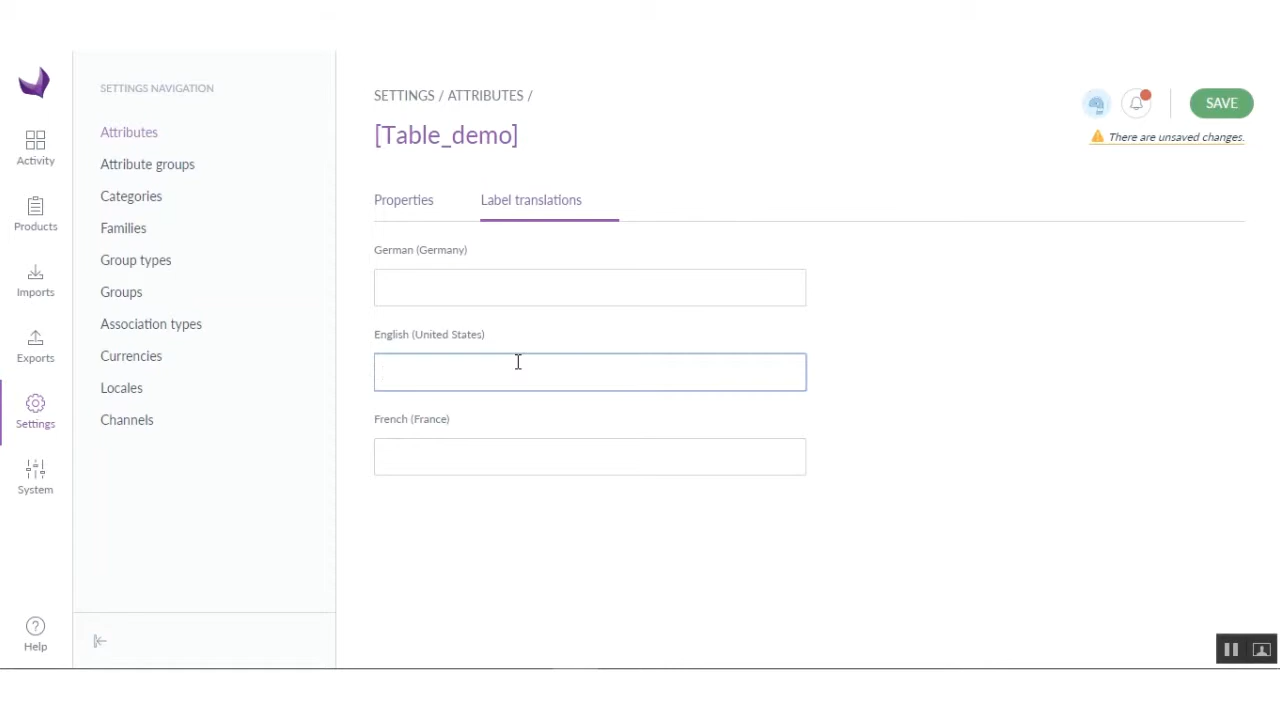 SETTINGS NAVIGATION
Attributes
Attribute groups
Categories
Families
Group types
Groups
Association types
Currencies
Locales
Channels
Activity
Products
Imports
Exports
Settings
System
Help
SETTINGS / ATTRIBUTES /
[Table_demo]
SAVE
There are unsaved changes.
Properties
Label translations
German (Germany)
English (United States)
French (France)